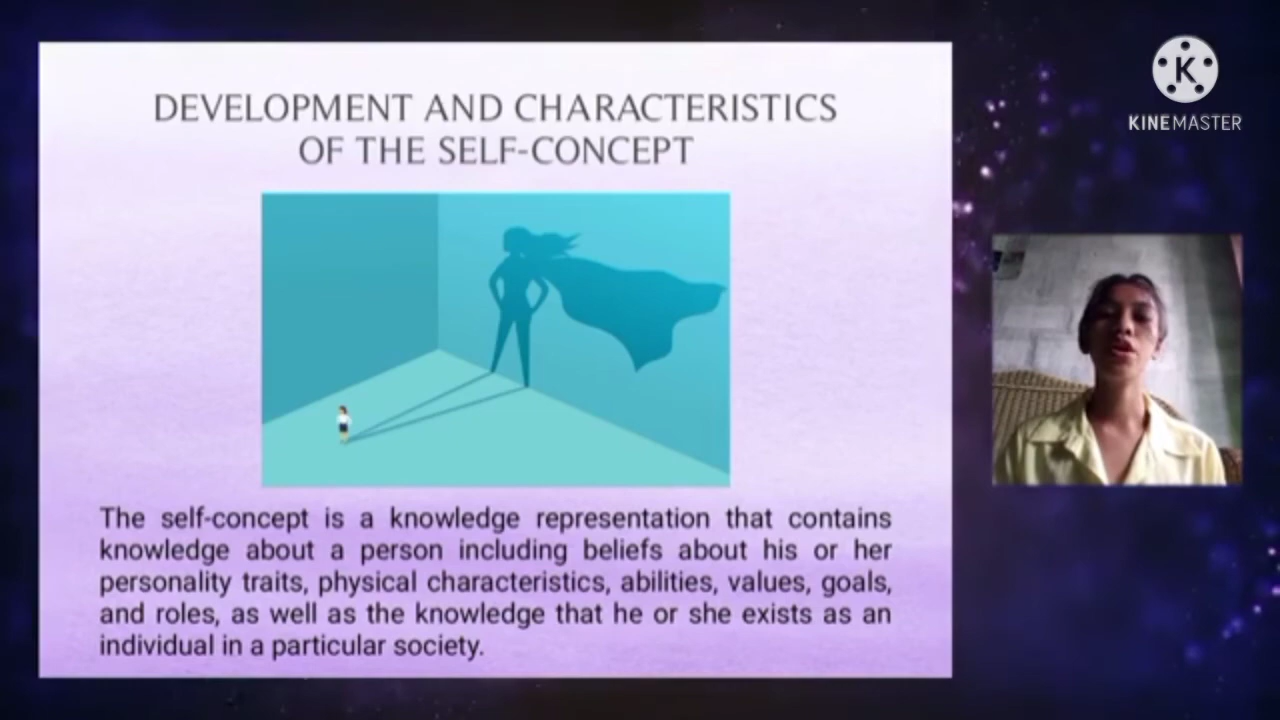 DEVELOPMENT AND CHARACTERISTICS
OF THE SELF-CONCEPT
The self-concept is a knowledge representation that contains
knowledge about a person including beliefs about his or her
personality traits, physical characteristics, abilities, values, goals,
and roles, as well as the knowledge that he or she exists as an
individual in a particular society.
K
KINEMASTER